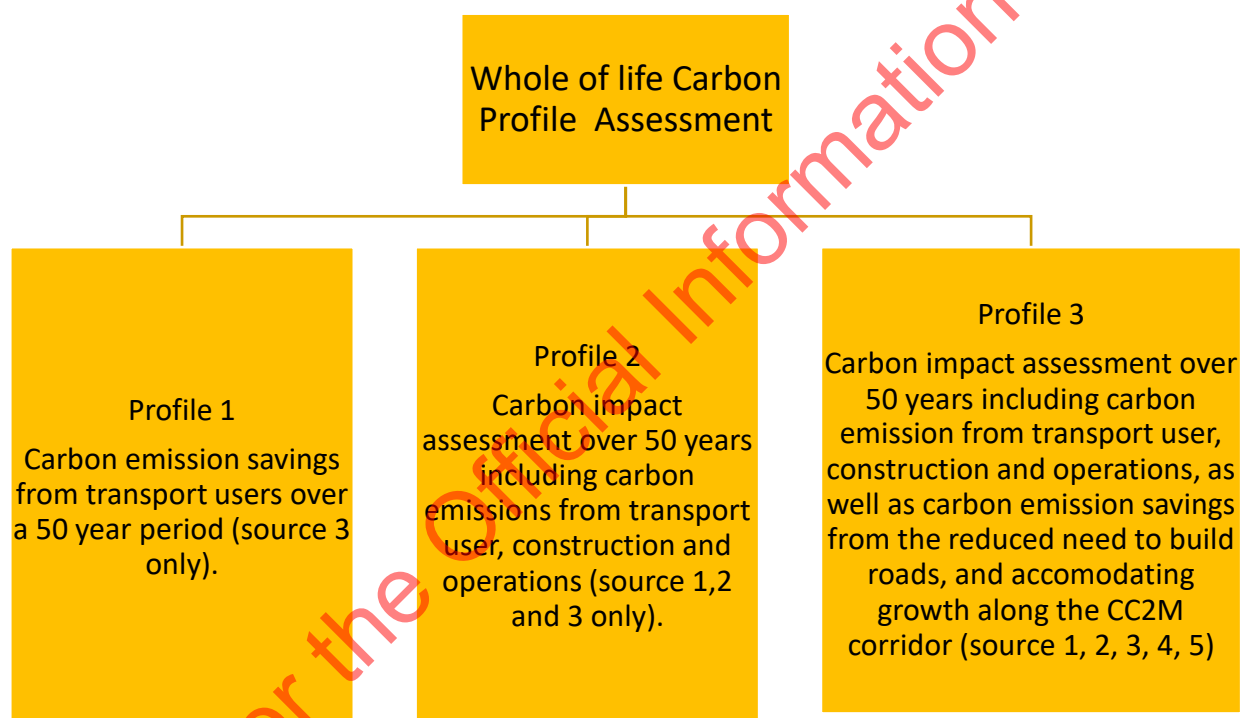 Whole of life Carbon
Profile Assessment
Profile 1
Carbon emission savings
from transport users over
a 50 year period (source 3
only).
Profile 2
Carbon impact
assessment over 50 years
including carbon
emissions from transport
user, construction and
operations (source 1,2
and 3 only).
Profile 3
Carbon impact assessment over
50 years including carbon
emission from transport user,
construction and operations, as
well as carbon emission savings
from the reduced need to build
roads, and accomodating
growth along the CC2M
corridor (source 1, 2, 3, 4, 5)
the Official Information